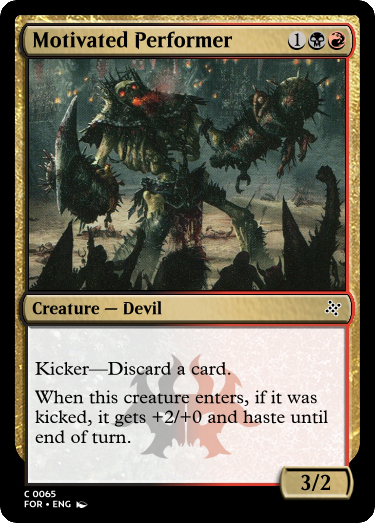 Motivated Performer 1
Creature — Devil
Kicker—Discard a card.
When this creature enters, if it was
kicked, it gets +2/+0 and haste until
end of turn.
3/2
C 0065
FOR • ENG